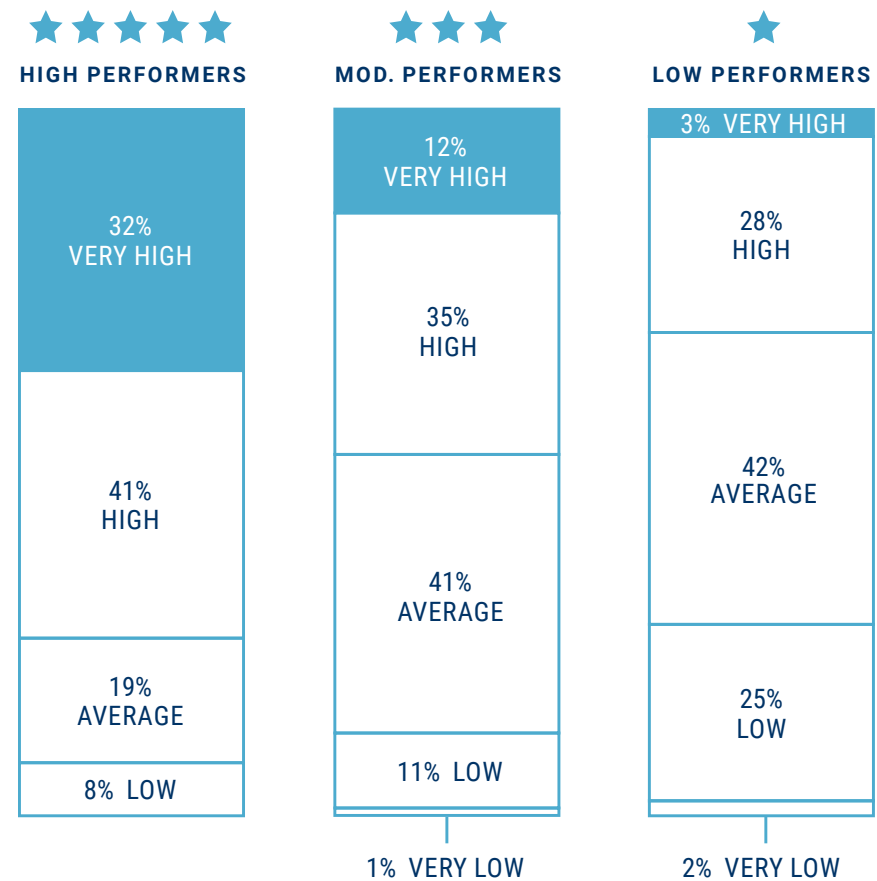 HIGH PERFORMERS
32%
VERY HIGH
41%
HIGH
19%
AVERAGE
8% LOW
MOD. PERFORMERS
12%
VERY HIGH
35%
HIGH
41%
AVERAGE
11% LOW
1% VERY LOW
LOW PERFORMERS
3% VERY HIGH
28%
HIGH
42%
AVERAGE
25%
LOW
2% VERY LOW